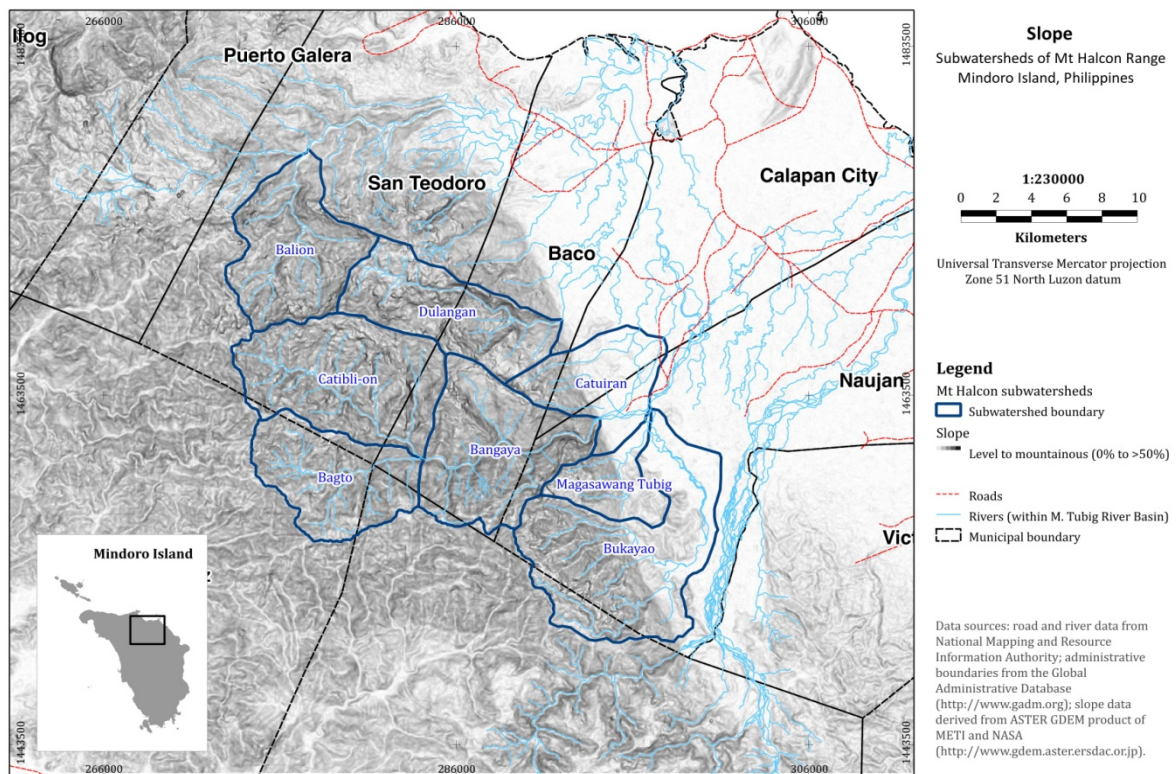 266000
286000
306000
1483500
1483500
Ilog
Puerto Galera
San Teodoro
Calapan City
Baco
Balion
Dulangan
Catibli-on
Catuiran
Naujan
1463500
1463500
Bangaya
Bagto
Magasawang Tubig
Bukayao
Vict
Mindoro Island
z
1443500
1443500
266000
286000
306000
Slope
Subwatersheds of Mt Halcon Range
Mindoro Island, Philippines
1:230000
0 2 4 6 8 10
Kilometers
Universal Transverse Mercator projection
Zone 51 North Luzon datum
Legend
Mt Halcon subwatersheds
Subwatershed boundary
Slope
Level to mountainous (0% to >50%)
Roads
Rivers (within M. Tubig River Basin)
Municipal boundary
Data sources: road and river data from
National Mapping and Resource
Information Authority; administrative
boundaries from the Global
Administrative Database
(http://www.gadm.org); slope data
derived from ASTER GDEM product of
METI and NASA
(http://www.gdem.aster.ersdac.or.jp).